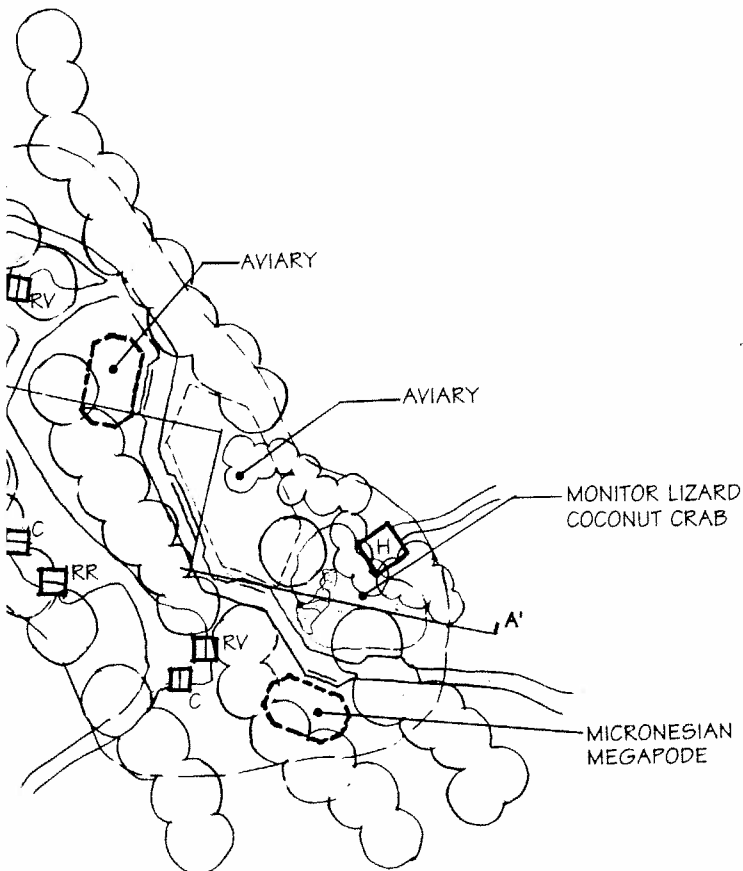 AVIARY
RV
AVIARY
MONITOR LIZARD
COCONUT CRAB
C
H
RR
A'
RV
C
MICRONESIAN
MEGAPODE